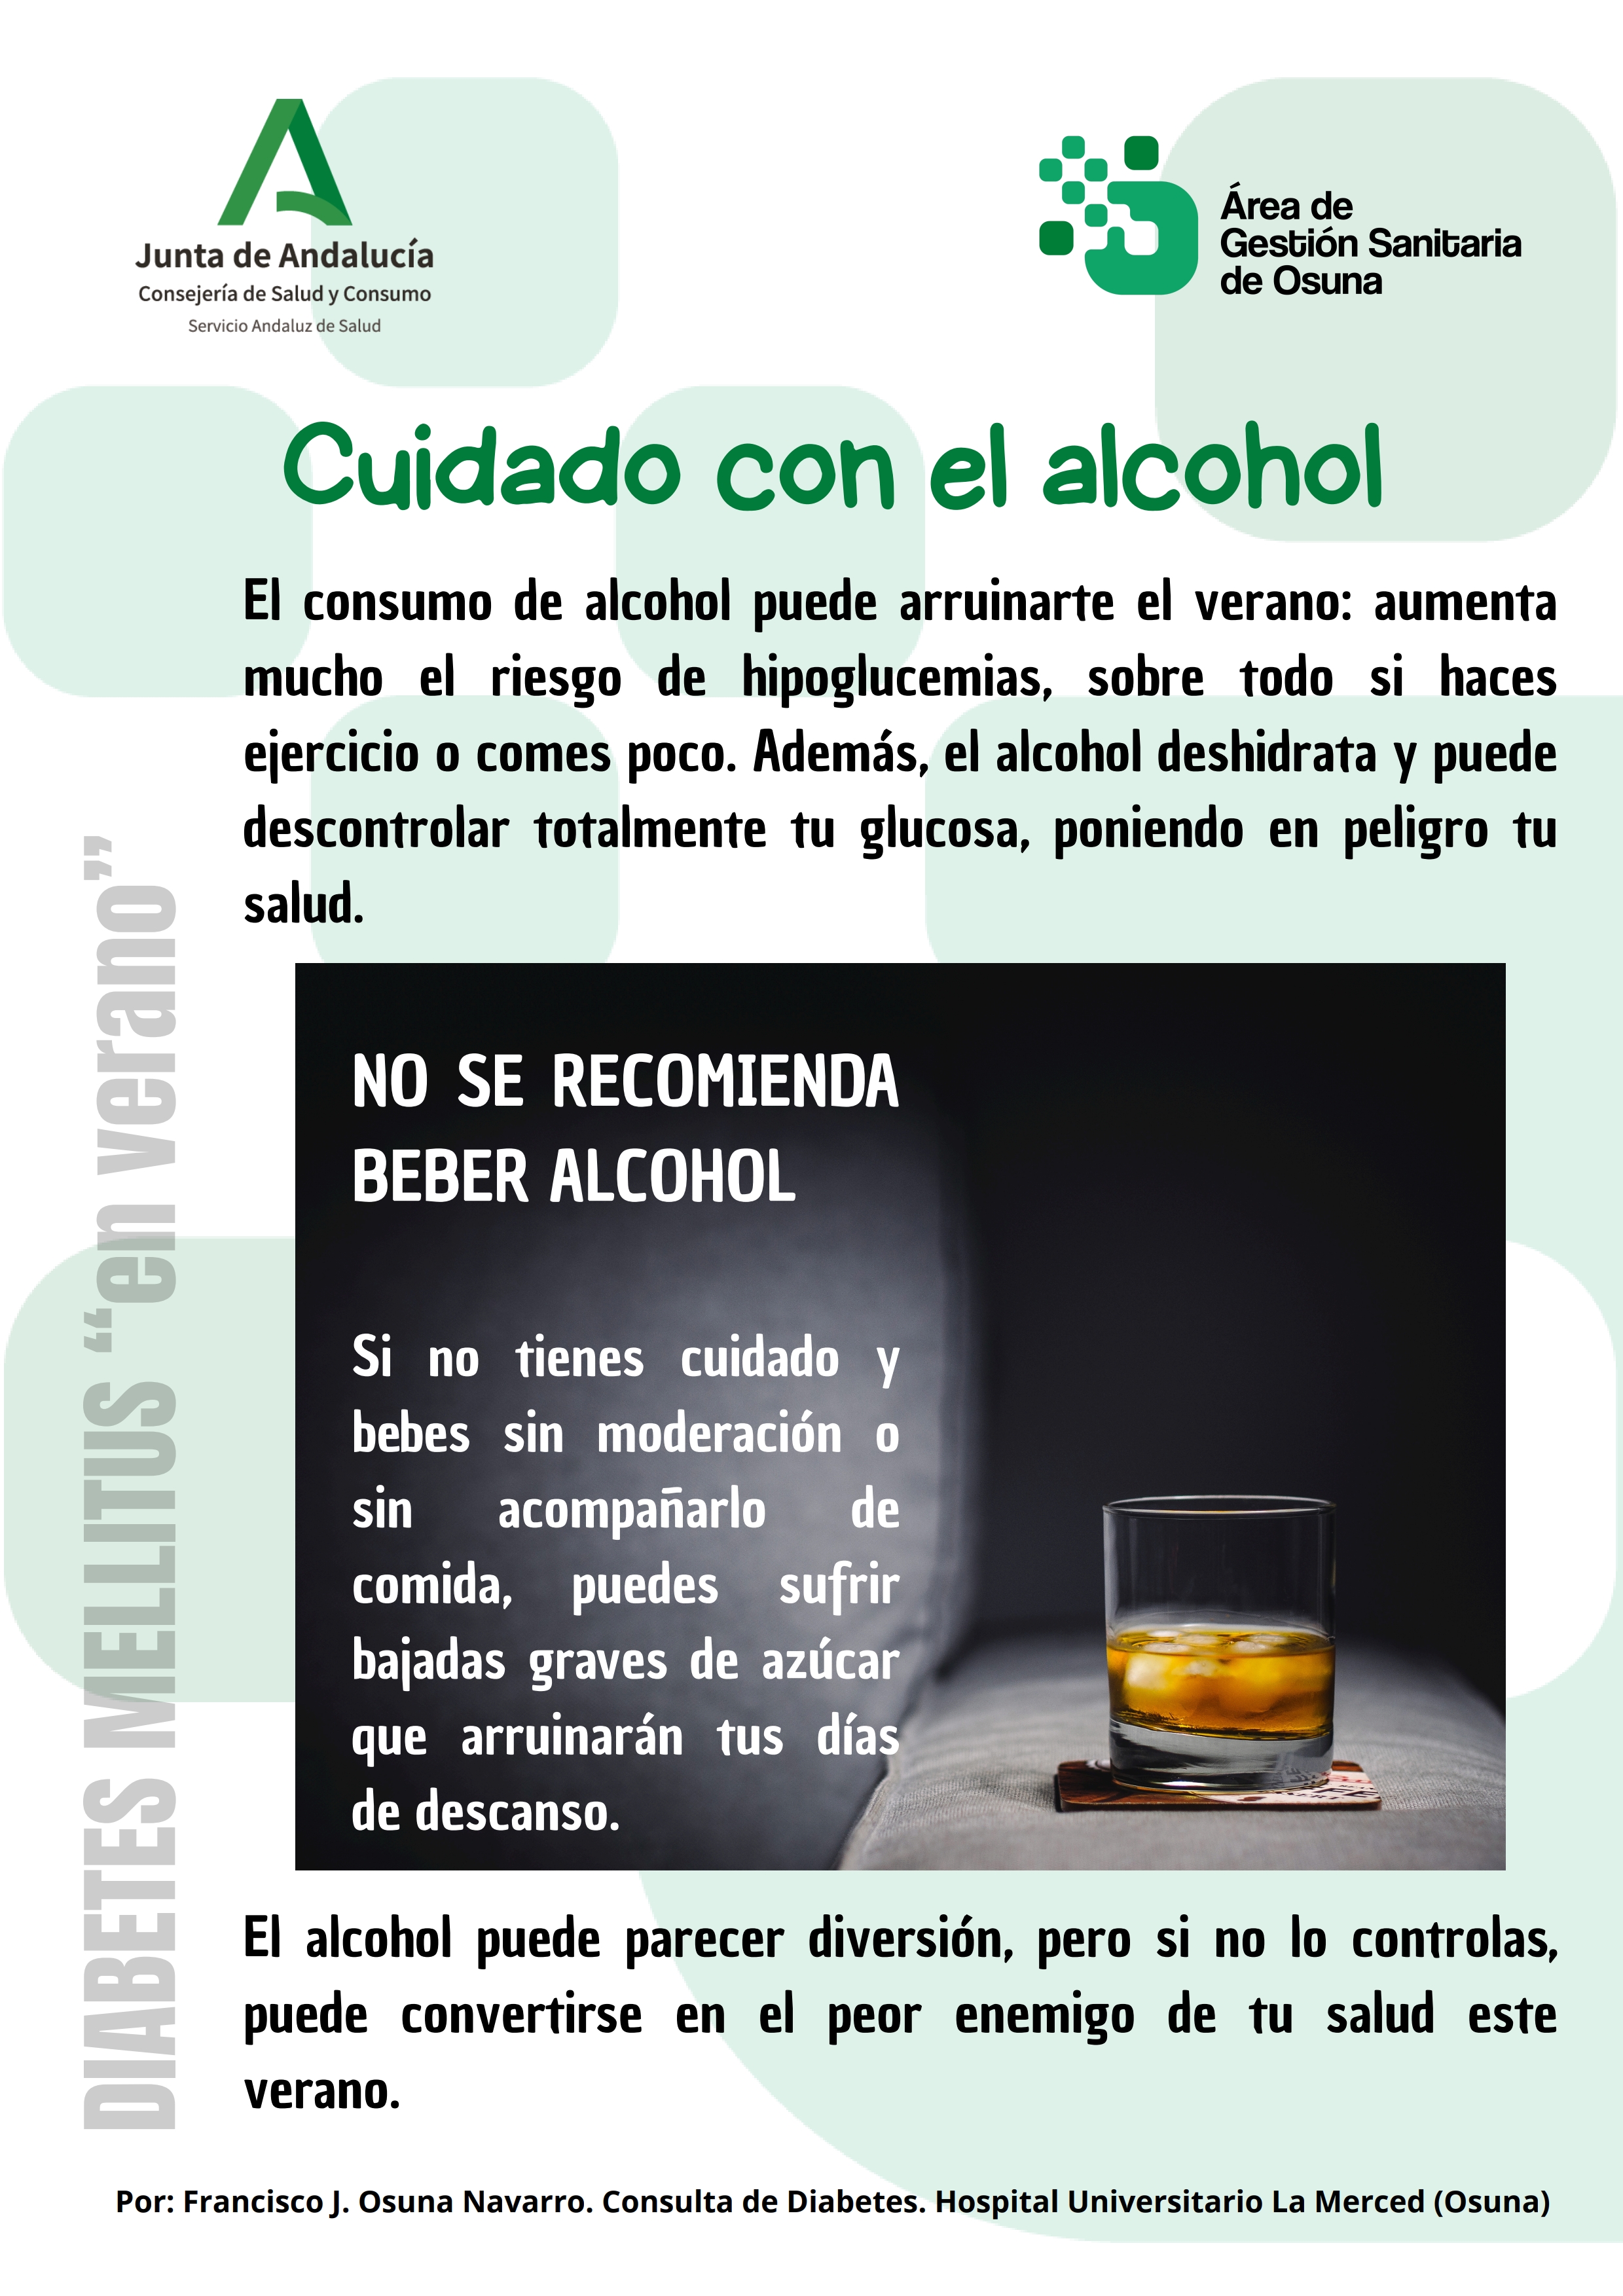 Junta de Andalucía
Consejería de Salud y Consumo
Servicio Andaluz de Salud
Área de
Gestión Sanitaria
de Osuna
Cuidado con el alcohol
El consumo de alcohol puede arruinarte el verano: aumenta
mucho el riesgo de hipoglucemias, sobre todo si haces
ejercicio o comes poco. Además, el alcohol deshidrata y puede
descontrolar totalmente tu glucosa, poniendo en peligro tu
salud.
DIABETES MELLITUS “en verano”
NO SE RECOMIENDA
BEBER ALCOHOL
Si no tienes cuidado y
bebes sin moderación o
sin acompañarlo de
comida, puedes sufrir
bajadas graves de azúcar
que arruinarán tus días
de descanso.
El alcohol puede parecer diversión, pero si no lo controlas,
puede convertirse en el peor enemigo de tu salud este
verano.
Por: Francisco J. Osuna Navarro. Consulta de Diabetes. Hospital Universitario La Merced (Osuna)